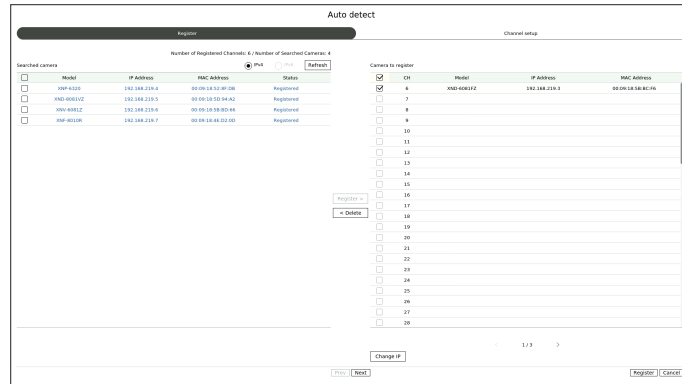 Auto detect
Register
Channel setup
Number of Registered Channels: 6 / Number of Searched Cameras: 4
Searched camera
IPv4
IPv6
Refresh
Model IP Address MAC Address Status
XNP-6320 192.168.219.4 00:09:18:52:8F:D8 Registered
XND-8081VZ 192.168.219.5 00:09:18:5D:94:A2 Registered
XNV-6081Z 192.168.219.6 00:09:18:5B:BD:66 Registered
XNF-8010R 192.168.219.7 00:09:18:4E:D2:0D Registered
Register >
< Delete
Camera to register
CH Model IP Address MAC Address
6 XND-6081FZ 192.168.219.3 00:09:18:5B:BC:F6
7
8
9
10
11
12
13
14
15
16
17
18
19
20
21
22
23
24
25
26
27
28
< 1 / 3 >
Change IP
Prev Next
Register Cancel